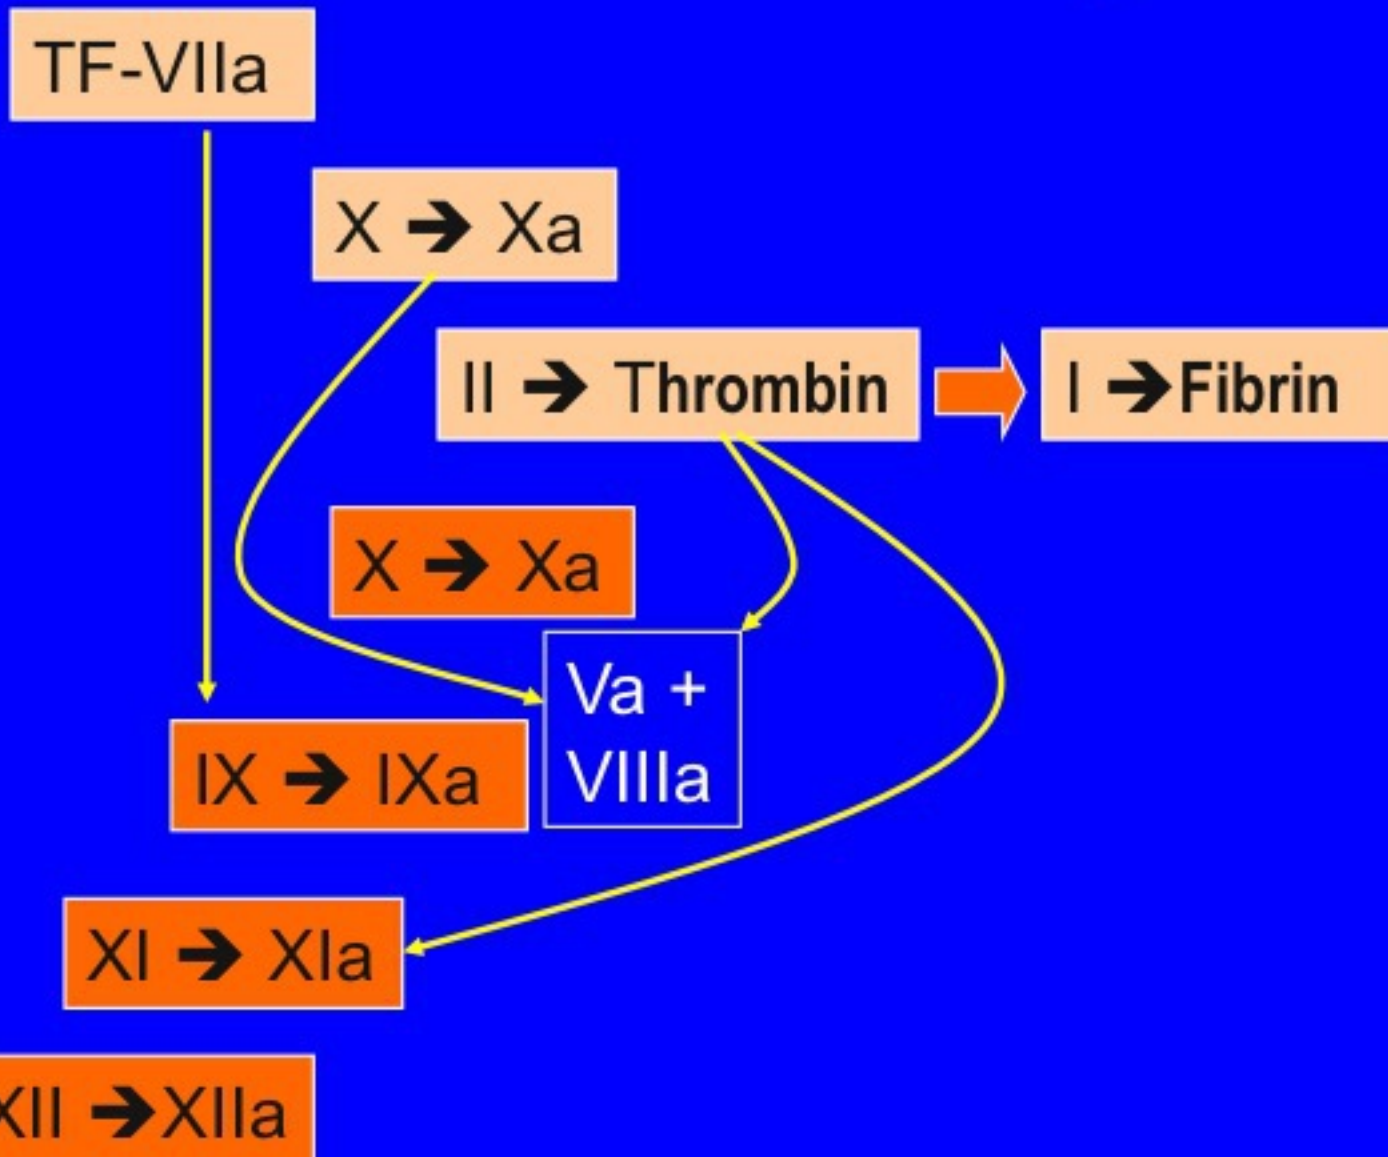 TF-VIIa
X ➔ Xa
II ➔ Thrombin
I ➔Fibrin
X ➔ Xa
Va +
VIIIa
IX ➔ IXa
XI ➔ XIa
XII ➔XIIa